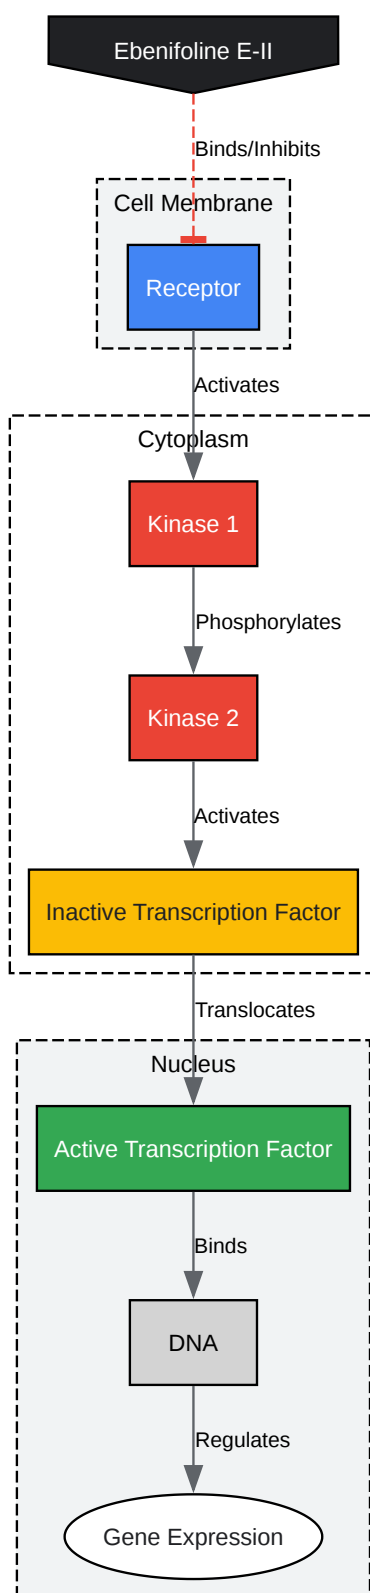 Ebenifoline E-II
Binds/Inhibits
Cell Membrane
Receptor
Activates
Cytoplasm
Kinase 1
Phosphorylates
Kinase 2
Activates
Inactive Transcription Factor
Translocates
Nucleus
Active Transcription Factor
Binds
DNA
Regulates
Gene Expression